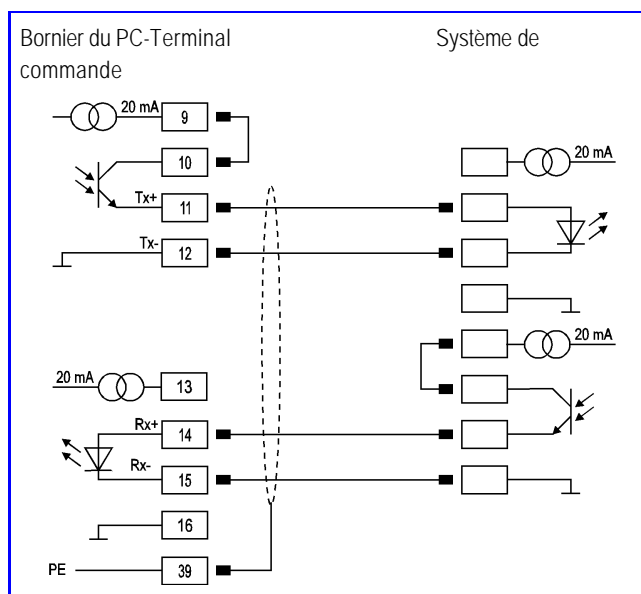 Bornier du PC-Terminal Système de
commande
20 mA 9
10 20 mA
Tx+ 11
Tx- 12
20 mA
20 mA 13
Rx+ 14
Rx- 15
16
PE 39